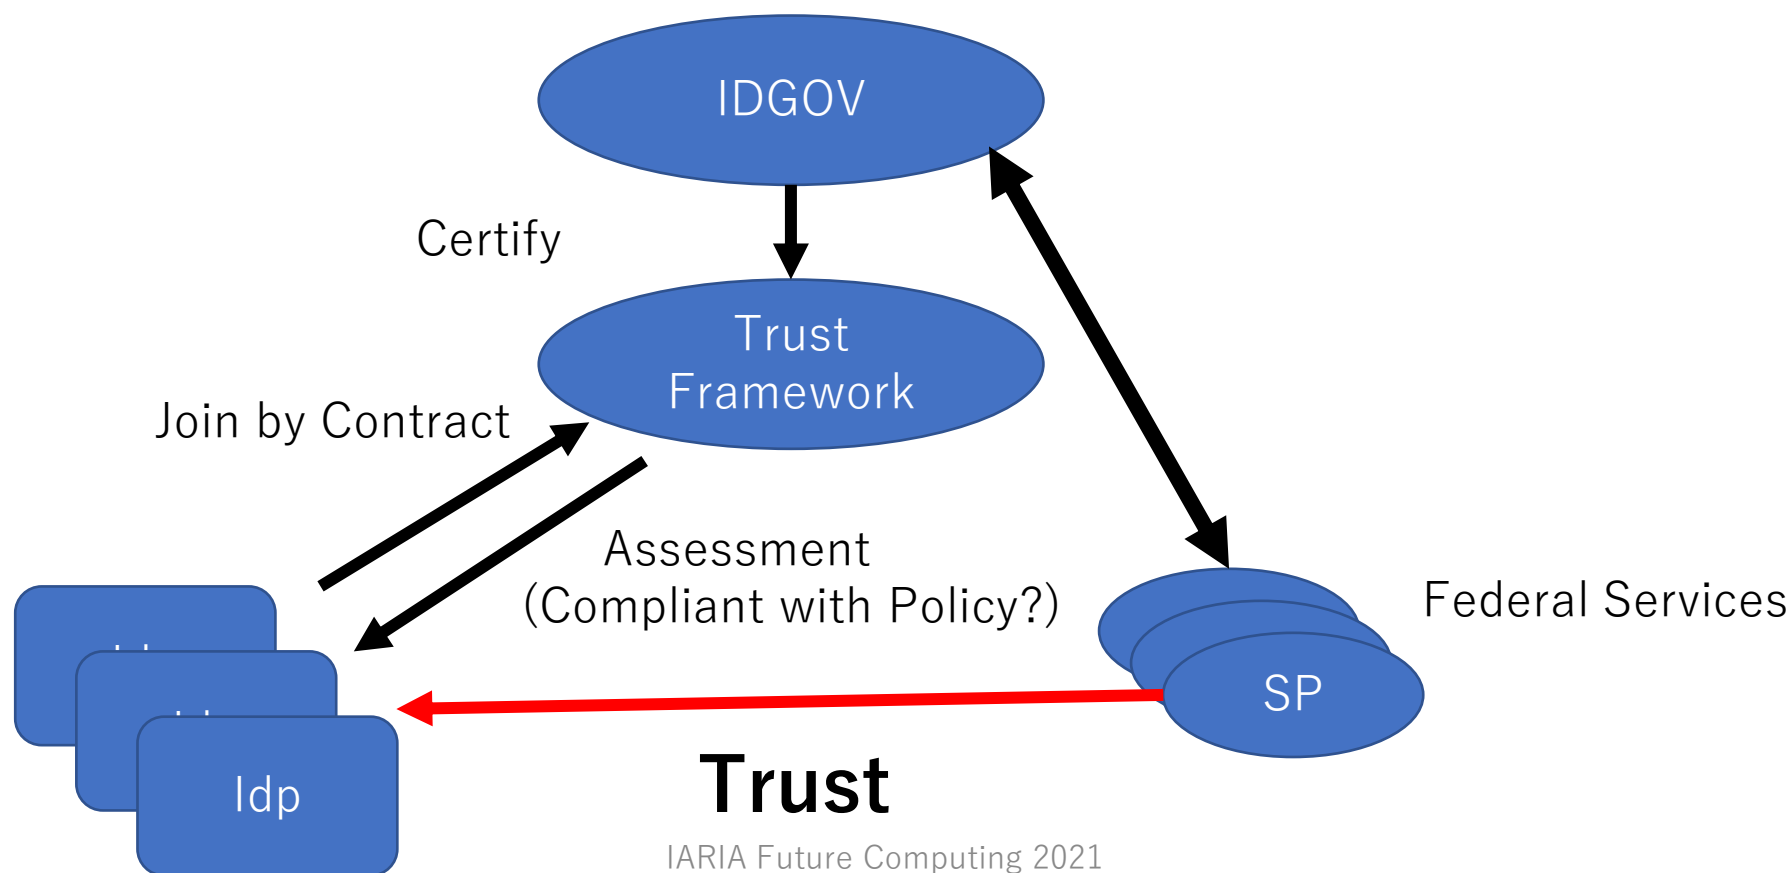 IDGOV
Certify
Trust
Framework
Join by Contract
Assessment
(Compliant with Policy?)
Federal Services
SP
Idp
Trust
IARIA Future Computing 2021